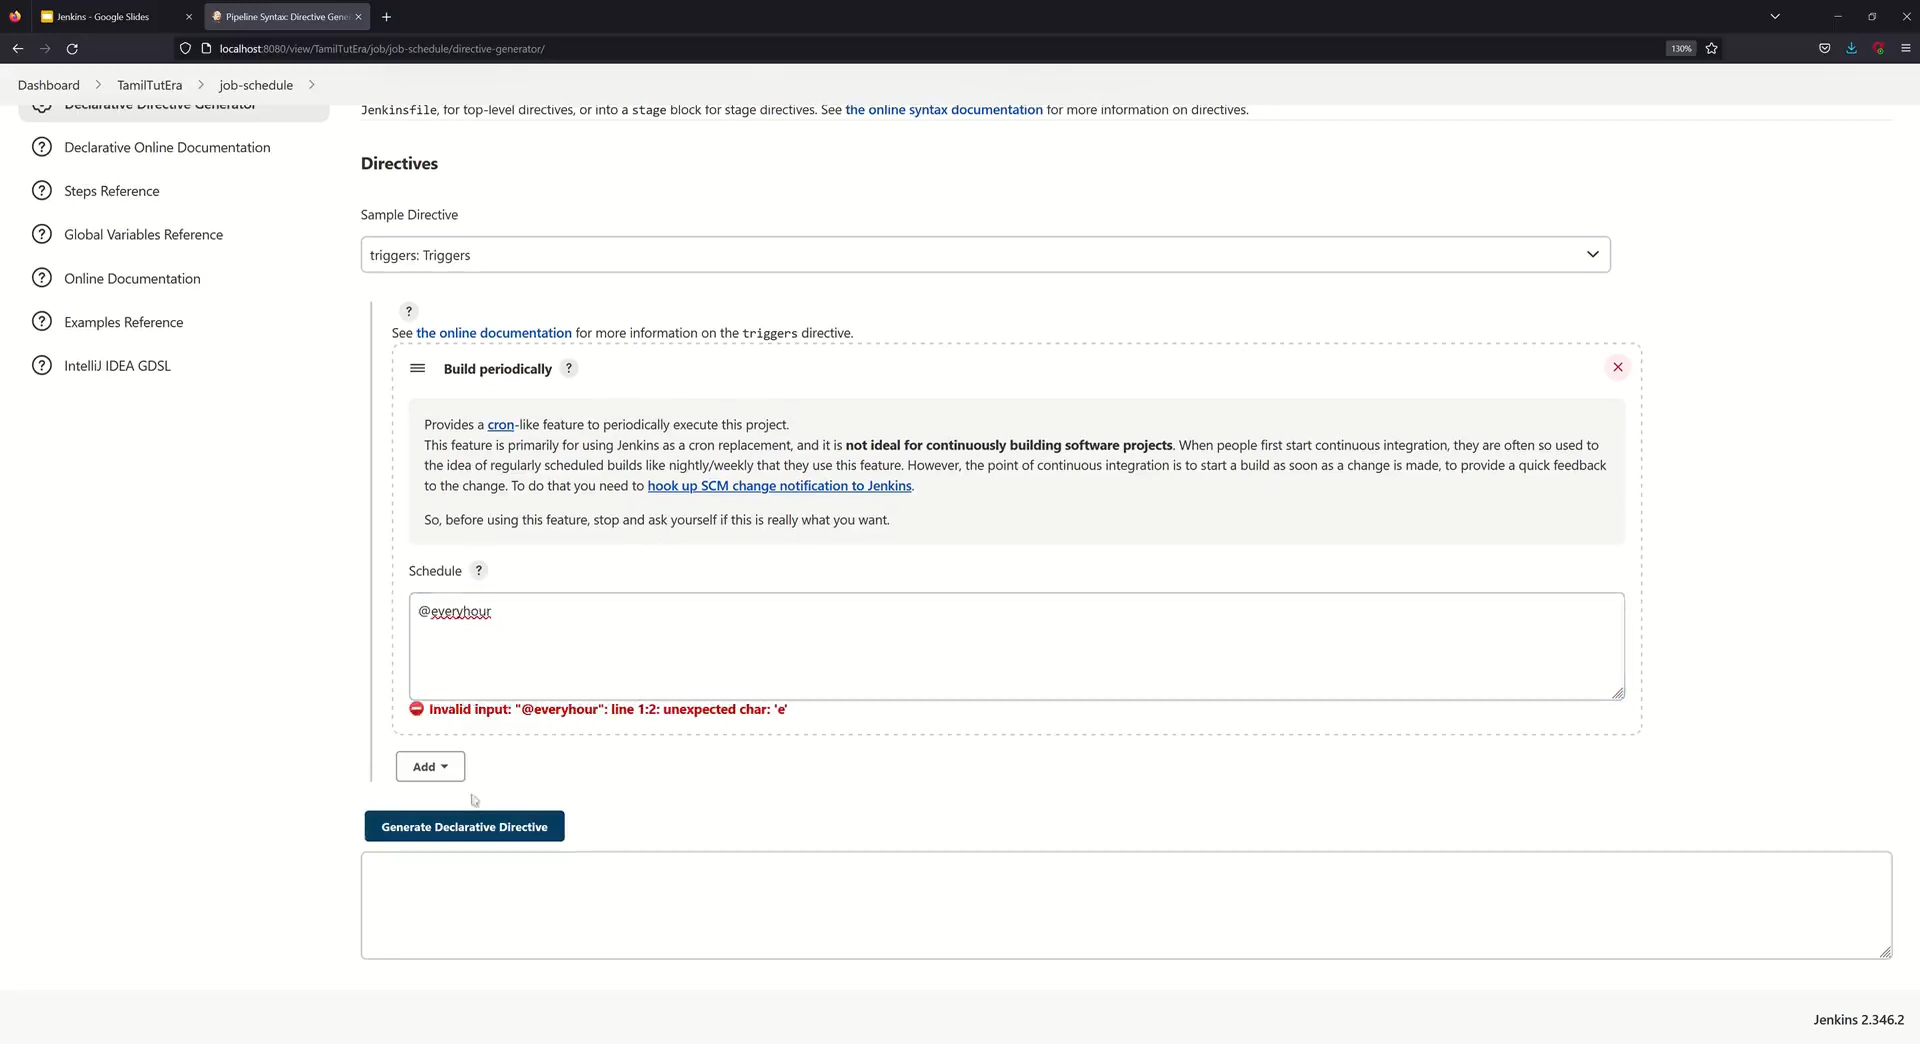 Jenkins - Google Slides
Pipeline Syntax: Directive Gene
localhost:8080/view/TamilTutEra/job/job-schedule/directive-generator/
130%
Dashboard
TamilTutEra
job-schedule
Declarative Directive Generator
Declarative Online Documentation
Steps Reference
Global Variables Reference
Online Documentation
Examples Reference
IntelliJ IDEA GDSL
Jenkinsfile, for top-level directives, or into a stage block for stage directives. See the online syntax documentation for more information on directives.
Directives
Sample Directive
triggers: Triggers
?
See the online documentation for more information on the triggers directive.
Build periodically ?
Provides a cron-like feature to periodically execute this project.
This feature is primarily for using Jenkins as a cron replacement, and it is not ideal for continuously building software projects. When people first start continuous integration, they are often so used to
the idea of regularly scheduled builds like nightly/weekly that they use this feature. However, the point of continuous integration is to start a build as soon as a change is made, to provide a quick feedback
to the change. To do that you need to hook up SCM change notification to Jenkins.
So, before using this feature, stop and ask yourself if this is really what you want.
Schedule ?
@everyhour
Invalid input: "@everyhour": line 1:2: unexpected char: 'e'
Add
Generate Declarative Directive
Jenkins 2.346.2